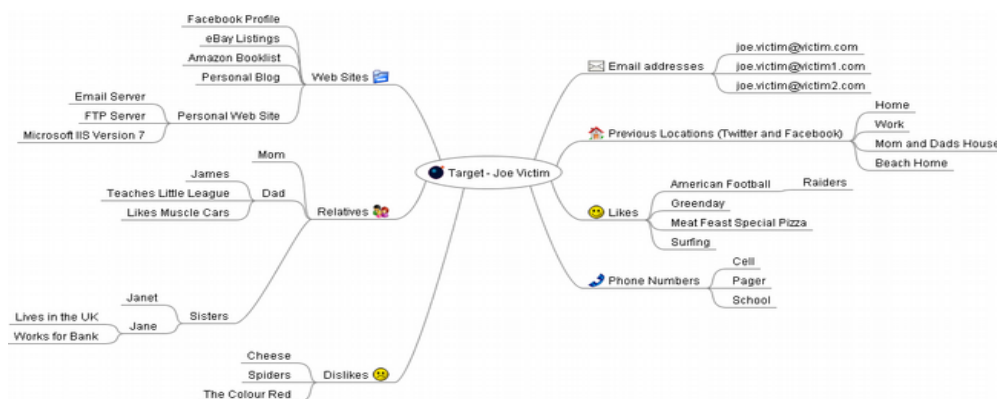 Target - Joe Victim
Web Sites
Facebook Profile
eBay Listings
Amazon Booklist
Personal Blog
Personal Web Site
Email Server
FTP Server
Microsoft IIS Version 7
Relatives
Mom
Dad
James
Teaches Little League
Likes Muscle Cars
Sisters
Janet
Jane
Lives in the UK
Works for Bank
Dislikes
Cheese
Spiders
The Colour Red
Email addresses
joe.victim@victim.com
joe.victim@victim1.com
joe.victim@victim2.com
Previous Locations (Twitter and Facebook)
Home
Work
Mom and Dads House
Beach Home
Likes
American Football
Raiders
Greenday
Meat Feast Special Pizza
Surfing
Phone Numbers
Cell
Pager
School